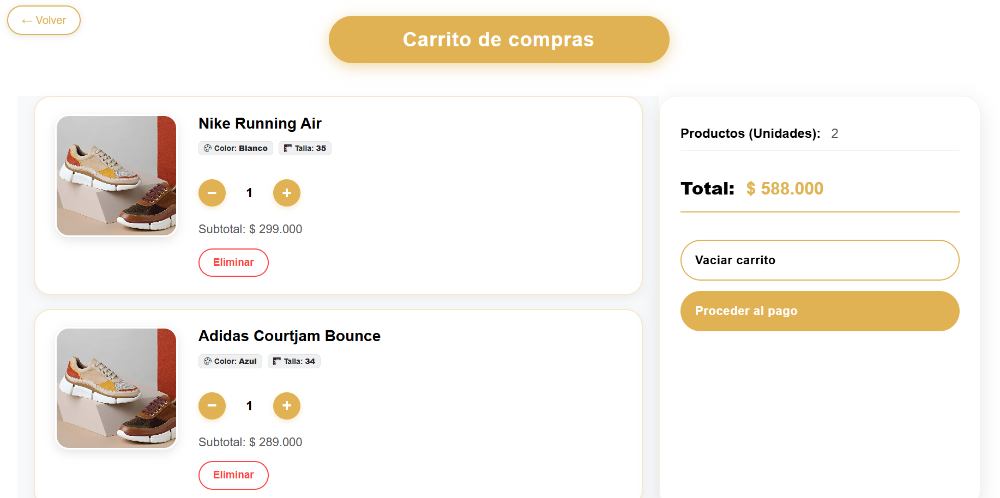 ← Volver
Carrito de compras
Nike Running Air
Color: Blanco
Talla: 35
− 1 +
Subtotal: $ 299.000
Eliminar
Adidas Courtjam Bounce
Color: Azul
Talla: 34
− 1 +
Subtotal: $ 289.000
Eliminar
Productos (Unidades): 2
Total: $ 588.000
Vaciar carrito
Proceder al pago